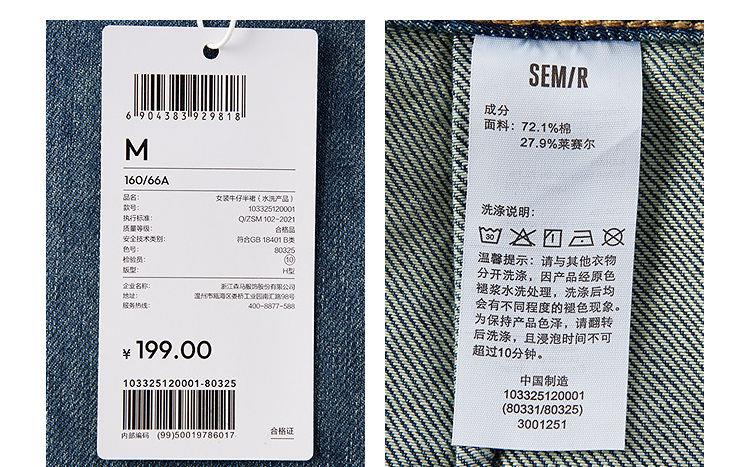 6 904383 929818
M
160/66A
品名: 女装牛仔半裙（水洗产品）
款号: 103325120001
执行标准: Q/ZSM 102-2021
质量等级: 合格品
安全技术类别: 符合GB 18401 B类
色号: 80325
检验员: 10
版型: H型
企业名称: 浙江森马服饰股份有限公司
地址: 温州市瓯海区娄桥工业园南汇路98号
服务热线: 400-8877-588
¥ 199.00
103325120001-80325
内部编码 (99)50019786017
合格证
SEM/R
成分
面料: 72.1%棉
27.9%莱赛尔
洗涤说明:
30
温馨提示: 请与其他衣物
分开洗涤, 因产品经原色
褪浆水洗处理, 洗涤后均
会有不同程度的褪色现象。
为保持产品色泽, 请翻转
后洗涤, 且浸泡时间不可
超过10分钟。
中国制造
103325120001
(80331/80325)
3001251